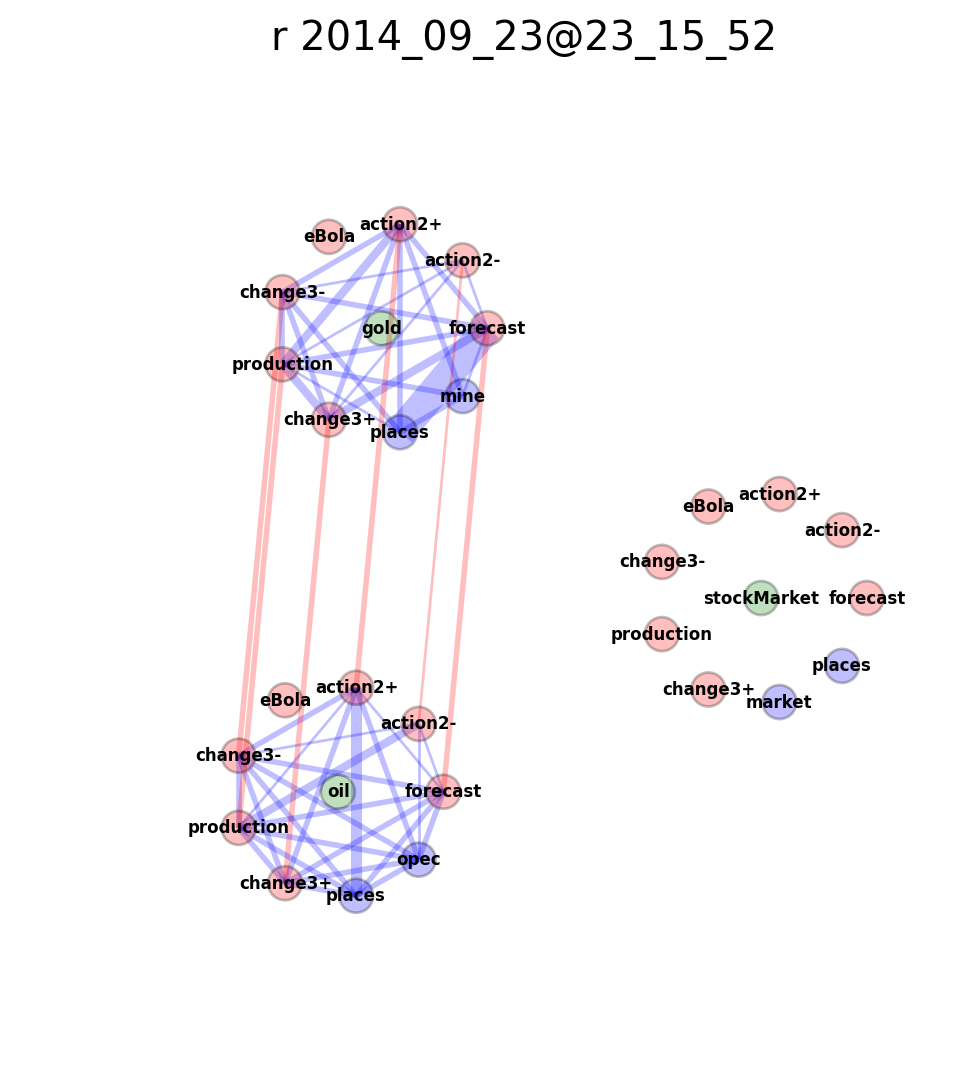 r 2014_09_23@23_15_52
action2+
eBola
action2-
change3-
gold
forecast
production
mine
change3+
places
action2+
eBola
action2-
change3-
stockMarket
forecast
production
places
change3+
market
action2+
eBola
action2-
change3-
oil
forecast
production
opec
change3+
places